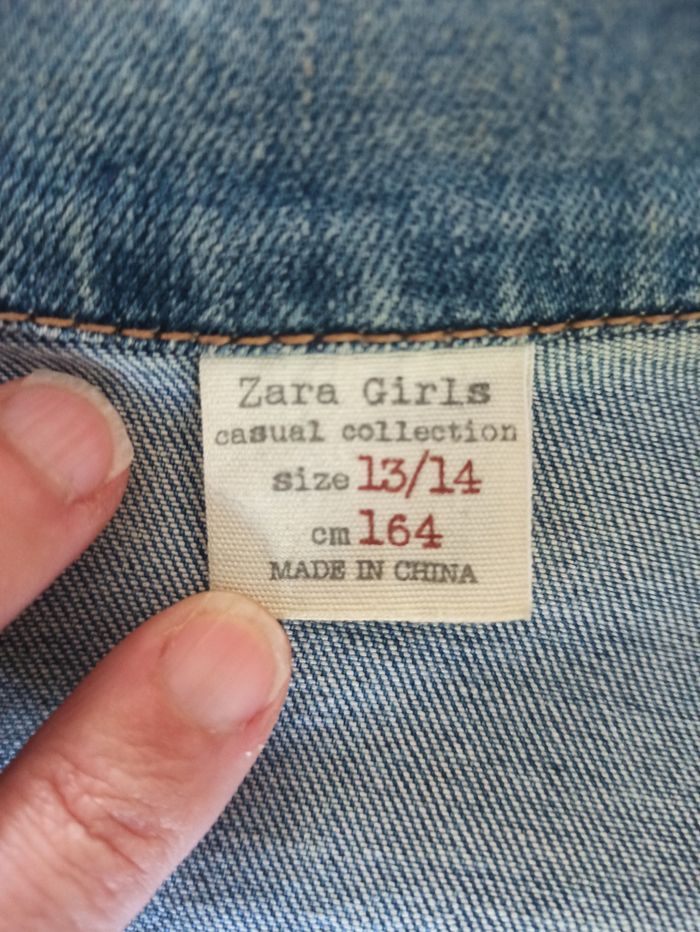 Zara Girls
casual collection
size 13/14
cm 164
MADE IN CHINA